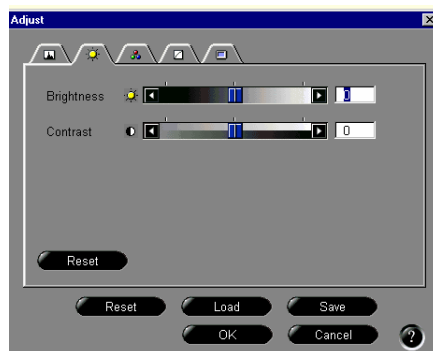 Adjust
Brightness 0
Contrast 0
Reset
Reset Load Save
OK Cancel ?